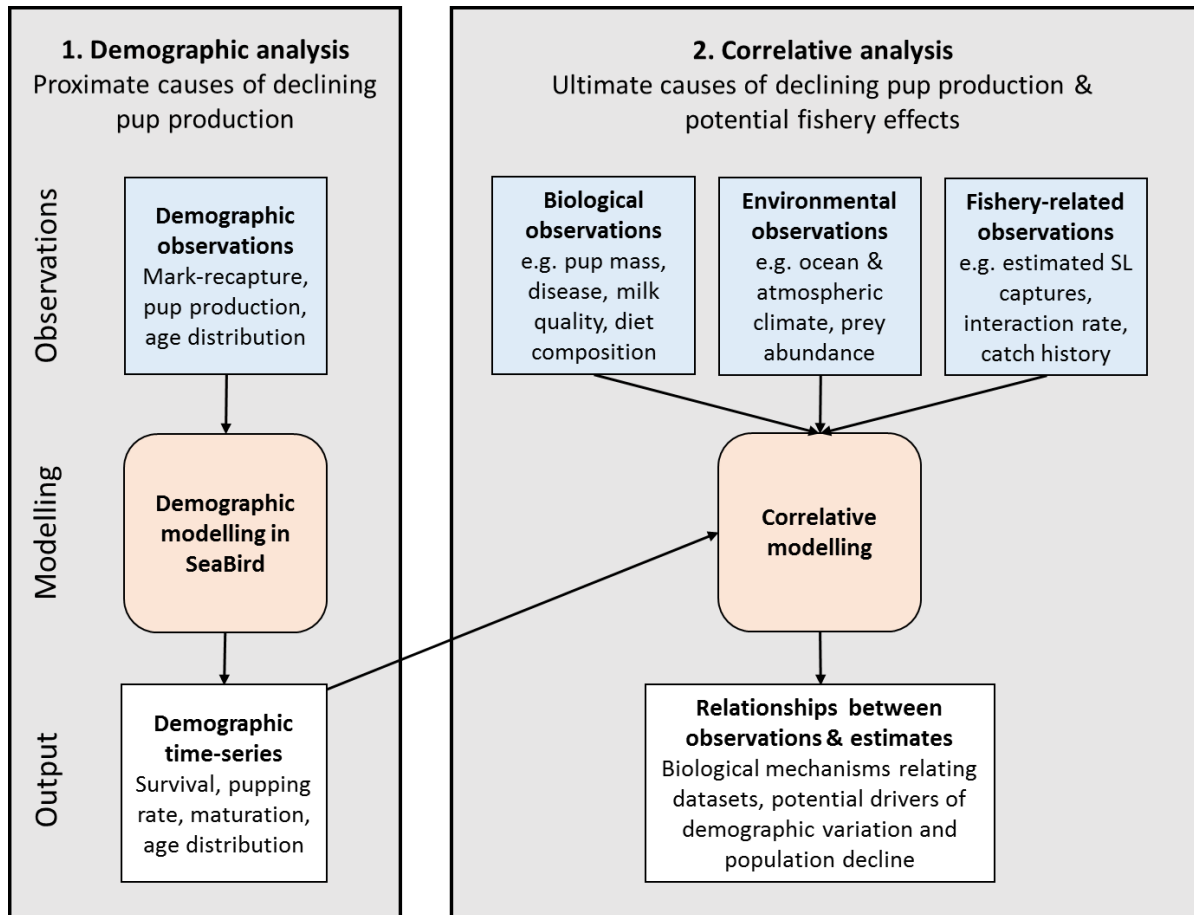 1. Demographic analysis
Proximate causes of declining
pup production
2. Correlative analysis
Ultimate causes of declining pup production &
potential fishery effects
Observations
Demographic
observations
Mark-recapture,
pup production,
age distribution
Biological
observations
e.g. pup mass,
disease, milk
quality, diet
composition
Environmental
observations
e.g. ocean &
atmospheric
climate, prey
abundance
Fishery-related
observations
e.g. estimated SL
captures,
interaction rate,
catch history
Modelling
Demographic
modelling in
SeaBird
Correlative
modelling
Output
Demographic
time-series
Survival, pupping
rate, maturation,
age distribution
Relationships between
observations & estimates
Biological mechanisms relating
datasets, potential drivers of
demographic variation and
population decline